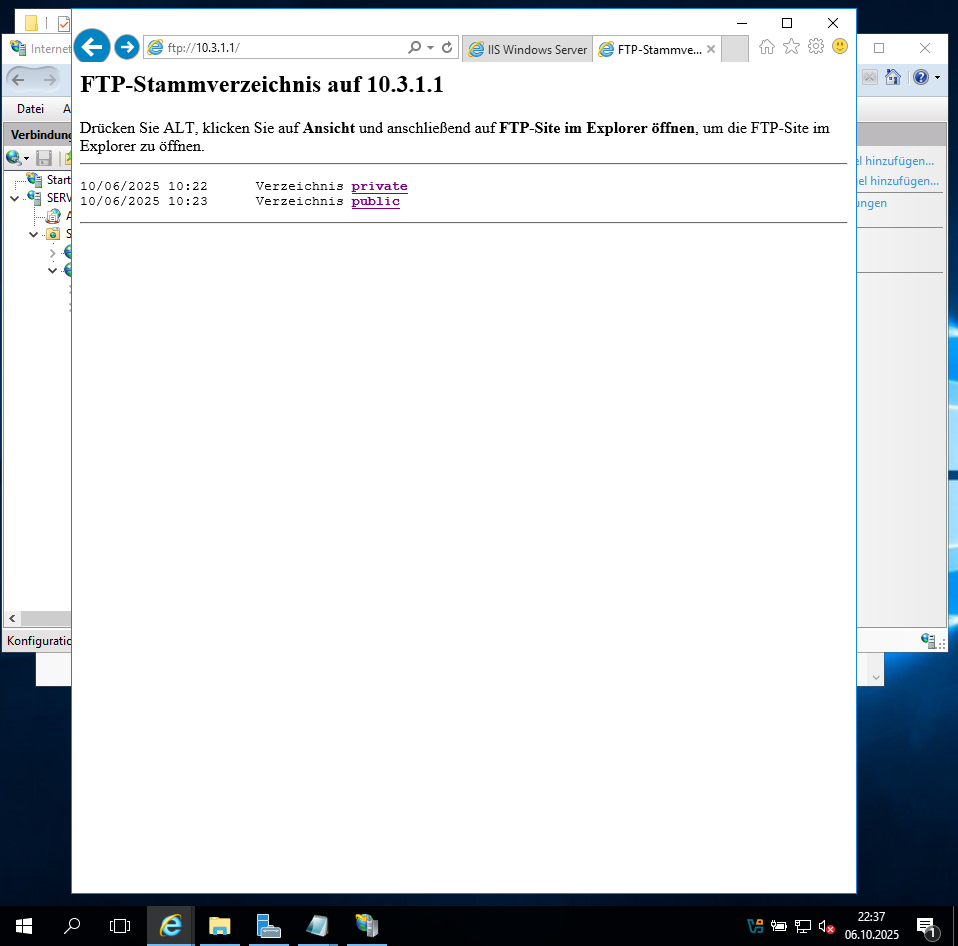 Internet
ftp://10.3.1.1/
IIS Windows Server
FTP-Stammve...
Datei
A
Verbindung
Start
SERV
A
S
Konfiguratio
FTP-Stammverzeichnis auf 10.3.1.1
Drücken Sie ALT, klicken Sie auf Ansicht und anschließend auf FTP-Site im Explorer öffnen, um die FTP-Site im
Explorer zu öffnen.
10/06/2025 10:22 Verzeichnis private
10/06/2025 10:23 Verzeichnis public
el hinzufügen...
el hinzufügen...
ungen
22:37
06.10.2025
1